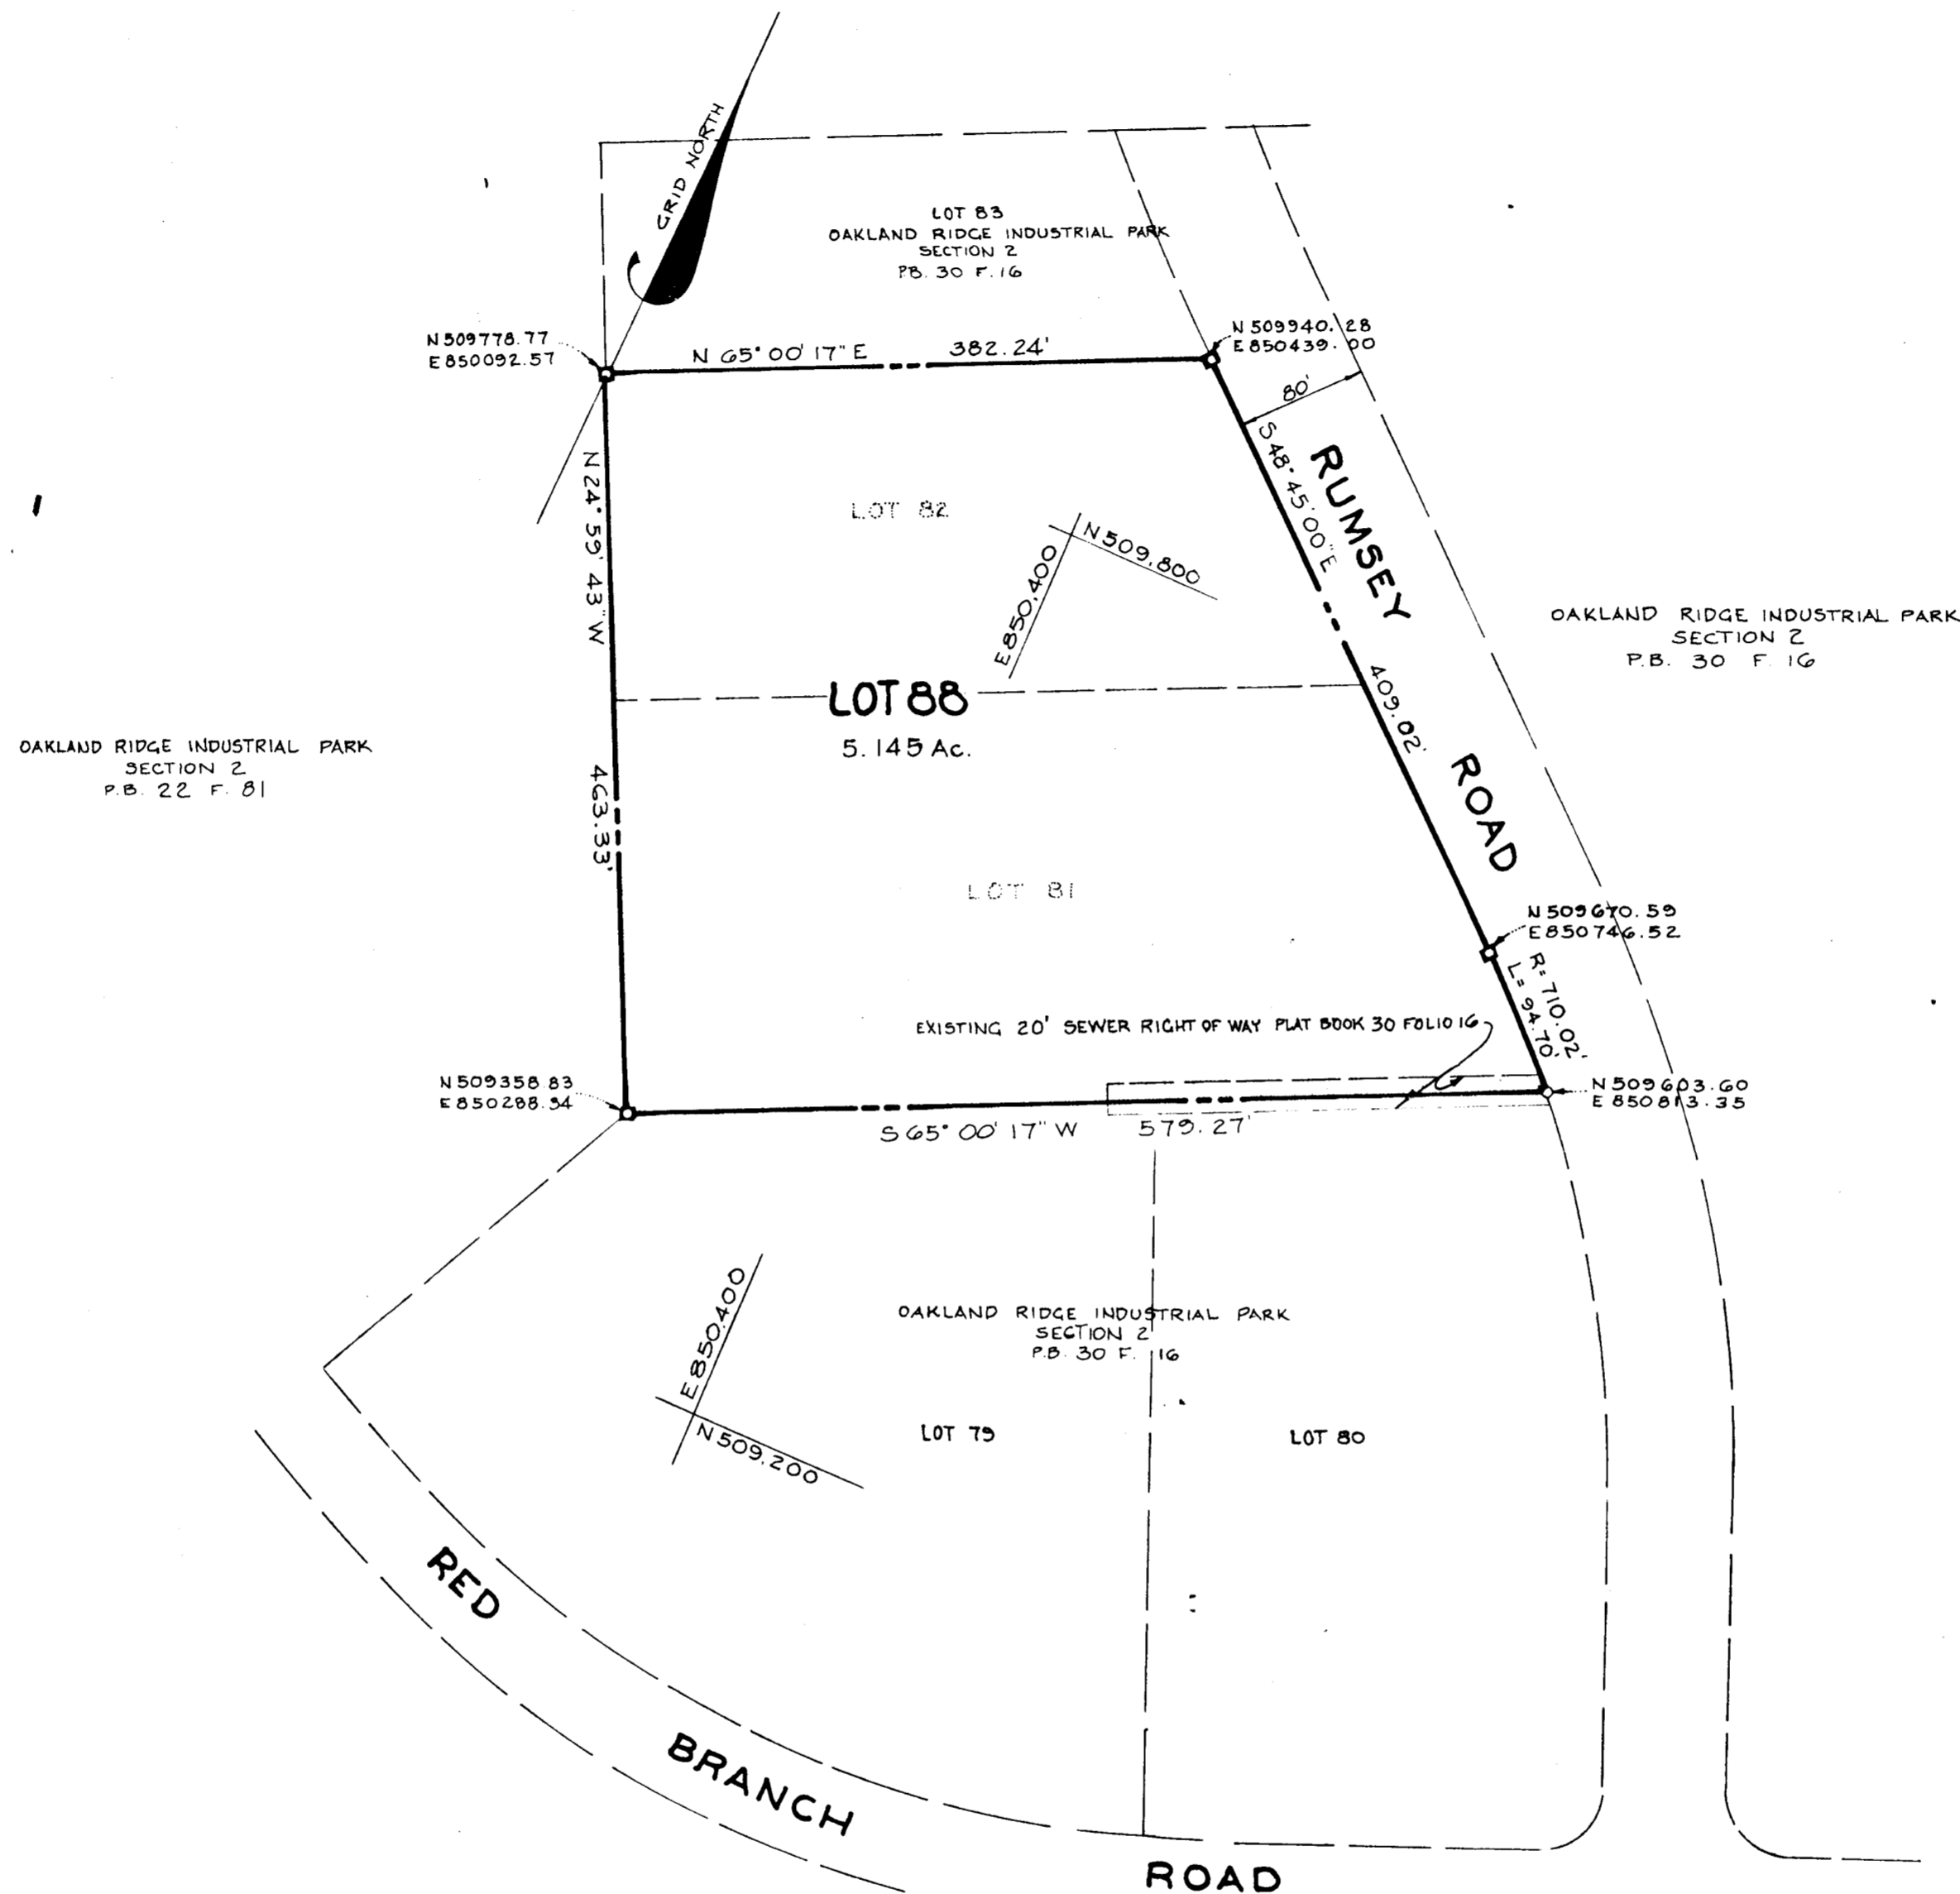 GRID NORTH
LOT 83
OAKLAND RIDGE INDUSTRIAL PARK
SECTION 2
P.B. 30 F. 16
N 509778.77
E 850092.57
N 65° 00' 17" E 382.24'
N 509940.28
E 850439.00
80'
S 48° 45' 00" E
409.02'
RUMSEY
ROAD
N 24° 59' 43" W
463.33'
LOT 82
E 850,400
N 509,800
OAKLAND RIDGE INDUSTRIAL PARK
SECTION 2
P.B. 30 F. 16
LOT 88
5.145 Ac.
OAKLAND RIDGE INDUSTRIAL PARK
SECTION 2
P.B. 22 F. 81
LOT 81
N 509670.59
E 850746.52
R= 710.02'
L= 94.70'
EXISTING 20' SEWER RIGHT OF WAY PLAT BOOK 30 FOLIO 16
N 509358.83
E 850288.34
N 509603.60
E 850813.35
S 65° 00' 17" W 579.27'
E 850,400
N 509,200
OAKLAND RIDGE INDUSTRIAL PARK
SECTION 2
P.B. 30 F. 16
LOT 79
LOT 80
RED
BRANCH
ROAD